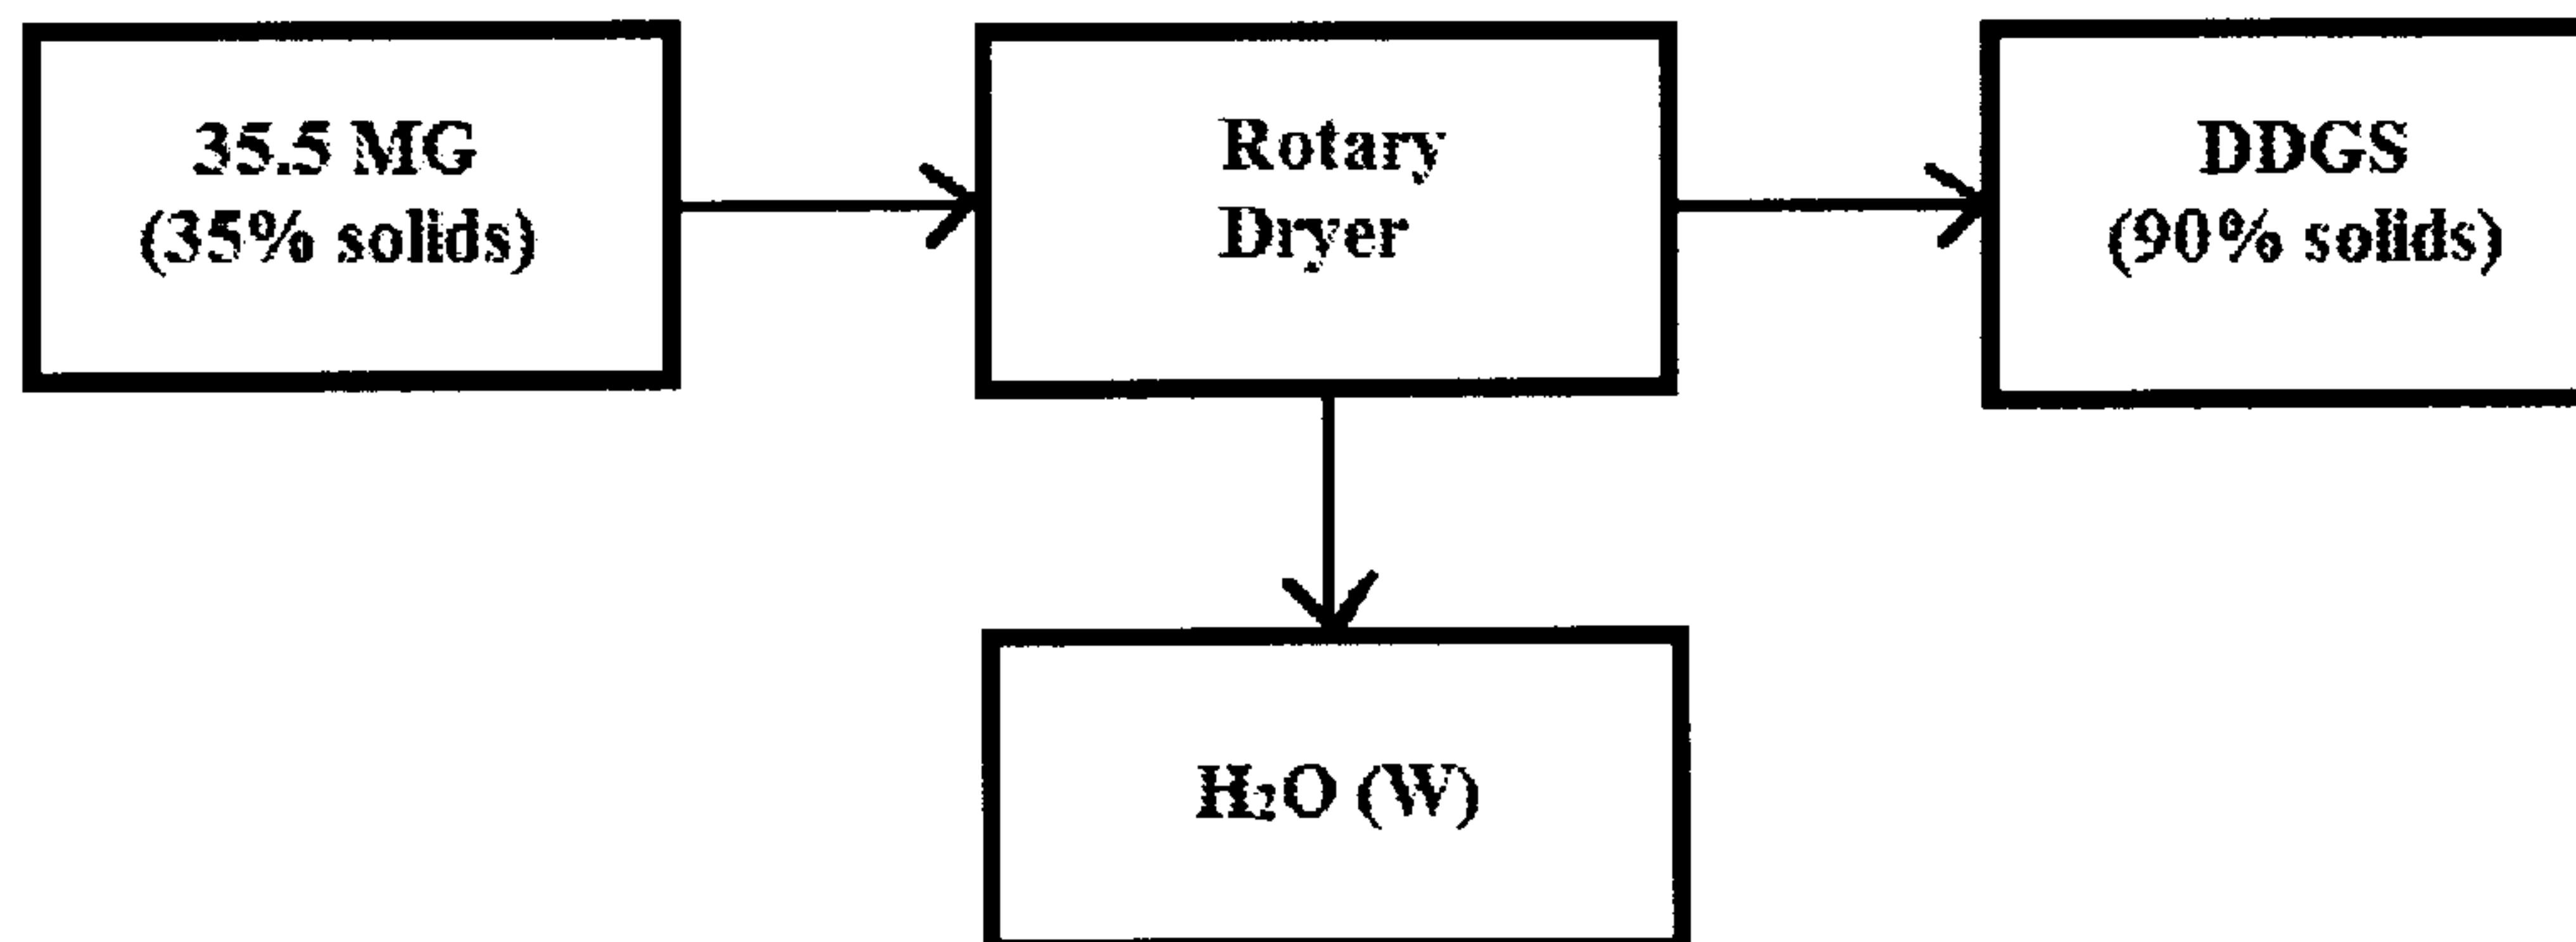 35.5 MG
(35% solids)
Rotary
Dryer
DDGS
(90% solids)
H₂O (W)